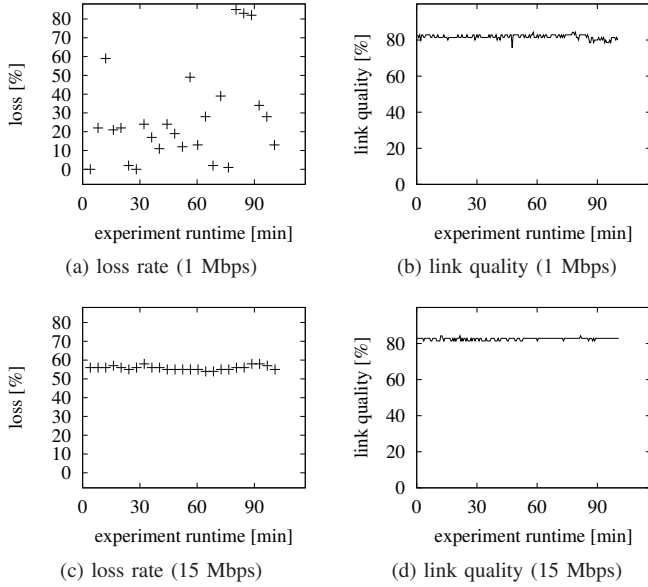 loss [%]
80
70
60
50
40
30
20
10
0
0 30 60 90
experiment runtime [min]
(a) loss rate (1 Mbps)
link quality [%]
80
60
40
20
0
0 30 60 90
experiment runtime [min]
(b) link quality (1 Mbps)
loss [%]
80
70
60
50
40
30
20
10
0
0 30 60 90
experiment runtime [min]
(c) loss rate (15 Mbps)
link quality [%]
80
60
40
20
0
0 30 60 90
experiment runtime [min]
(d) link quality (15 Mbps)